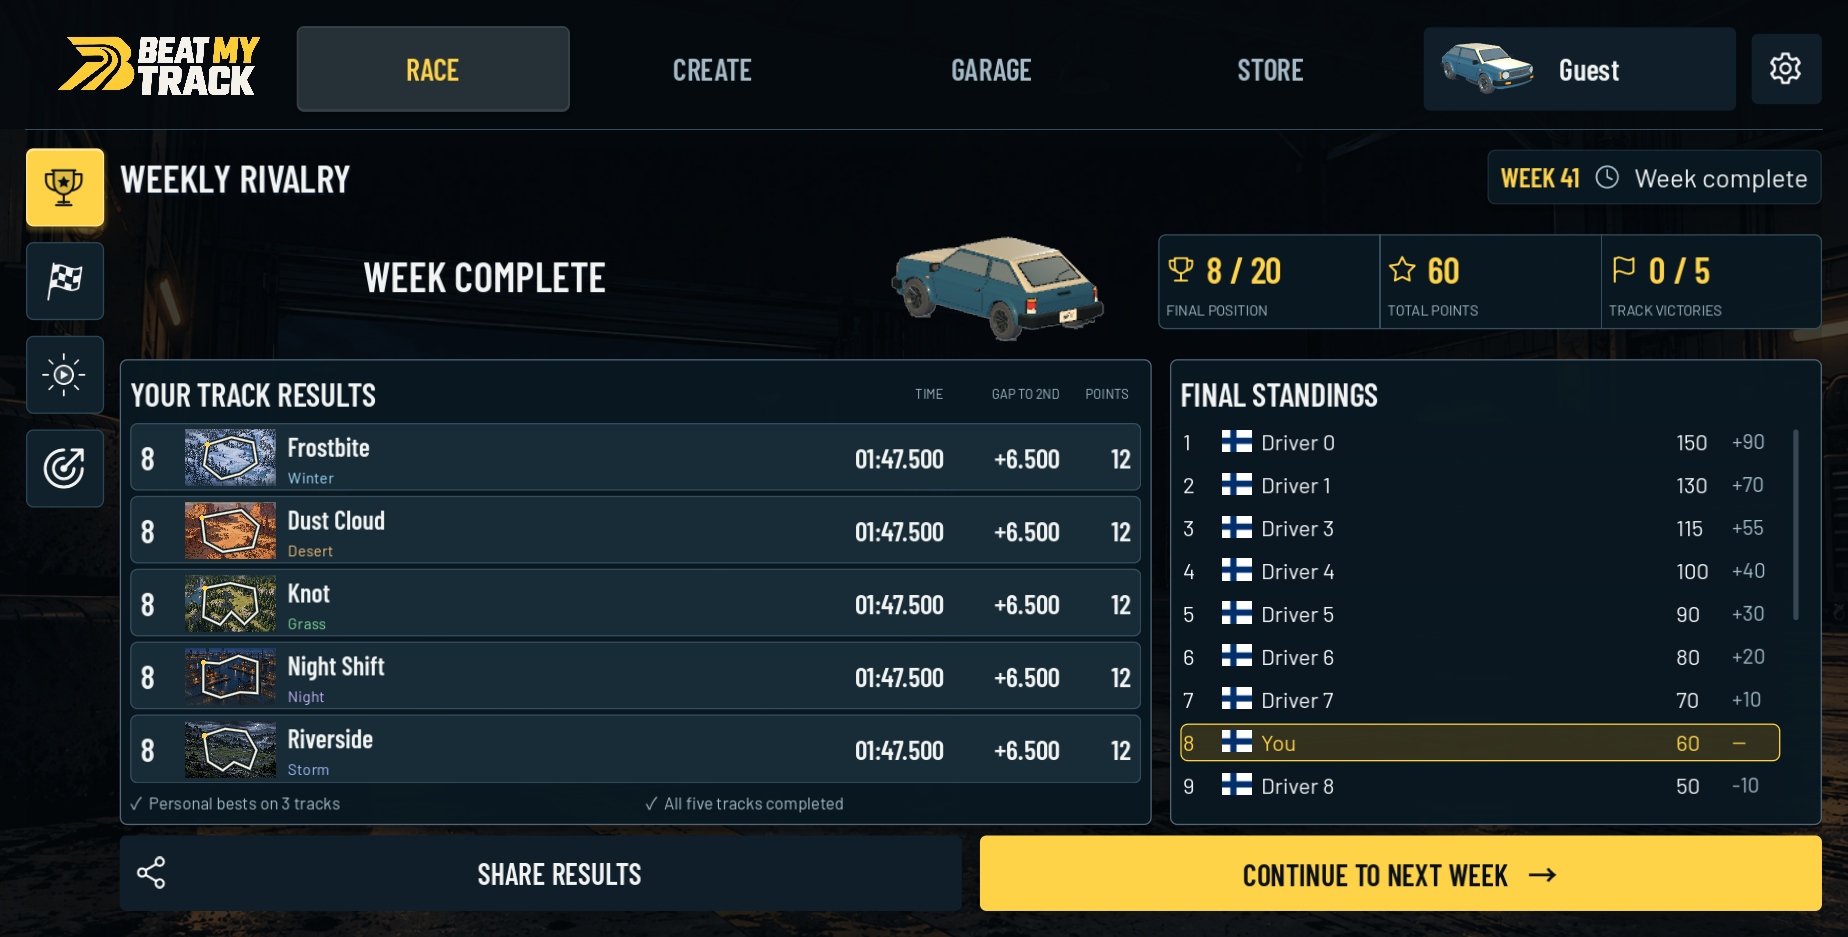 BEAT MY TRACK
RACE
CREATE
GARAGE
STORE
Guest
WEEKLY RIVALRY
WEEK 41 Week complete
WEEK COMPLETE
8 / 20
FINAL POSITION
60
TOTAL POINTS
0 / 5
TRACK VICTORIES
YOUR TRACK RESULTS TIME GAP TO 2ND POINTS
8 Frostbite 01:47.500 +6.500 12
Winter
8 Dust Cloud 01:47.500 +6.500 12
Desert
8 Knot 01:47.500 +6.500 12
Grass
8 Night Shift 01:47.500 +6.500 12
Night
8 Riverside 01:47.500 +6.500 12
Storm
✓ Personal bests on 3 tracks
✓ All five tracks completed
FINAL STANDINGS
1 Driver 0 150 +90
2 Driver 1 130 +70
3 Driver 3 115 +55
4 Driver 4 100 +40
5 Driver 5 90 +30
6 Driver 6 80 +20
7 Driver 7 70 +10
8 You 60 –
9 Driver 8 50 -10
SHARE RESULTS
CONTINUE TO NEXT WEEK →